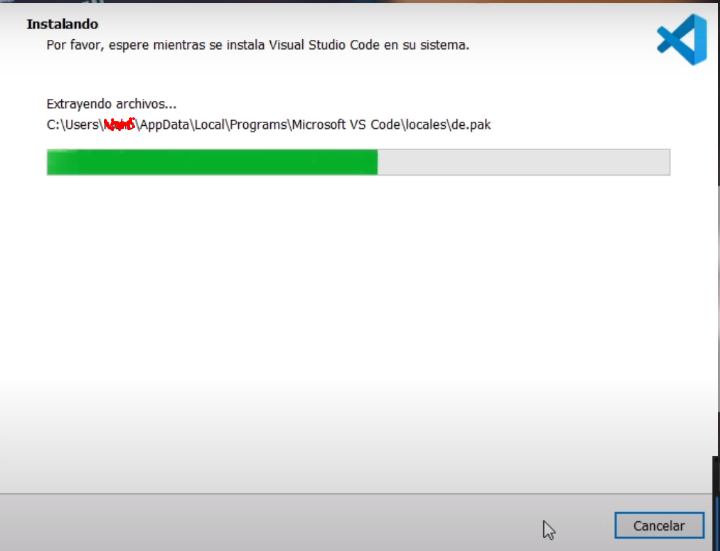 Instalando
Por favor, espere mientras se instala Visual Studio Code en su sistema.
Extrayendo archivos...
C:\Users\ \AppData\Local\Programs\Microsoft VS Code\locales\de.pak
Cancelar